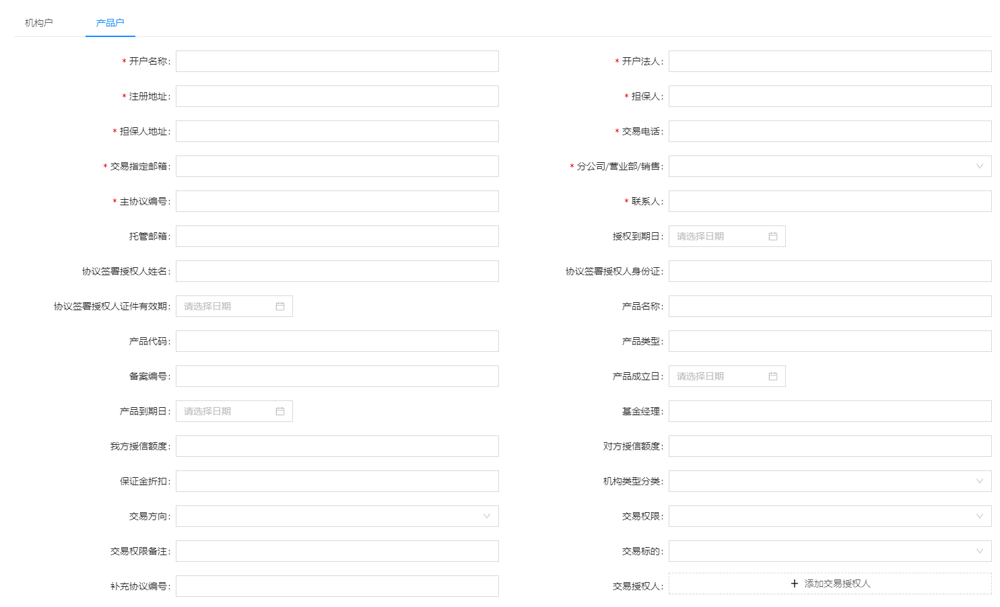 机构户 产品户
* 开户名称: * 开户法人:
* 注册地址: * 担保人:
* 担保人地址: * 交易电话:
* 交易指定邮箱: * 分公司/营业部/销售:
* 主协议编号: * 联系人:
托管邮箱: 授权到期日: 请选择日期
协议签署授权人姓名: 协议签署授权人身份证:
协议签署授权人证件有效期: 请选择日期 产品名称:
产品代码: 产品类型:
备案编号: 产品成立日: 请选择日期
产品到期日: 请选择日期 基金经理:
我方授信额度: 对方授信额度:
保证金折扣: 机构类型分类:
交易方向: 交易权限:
交易权限备注: 交易标的:
补充协议编号: 交易授权人: + 添加交易授权人